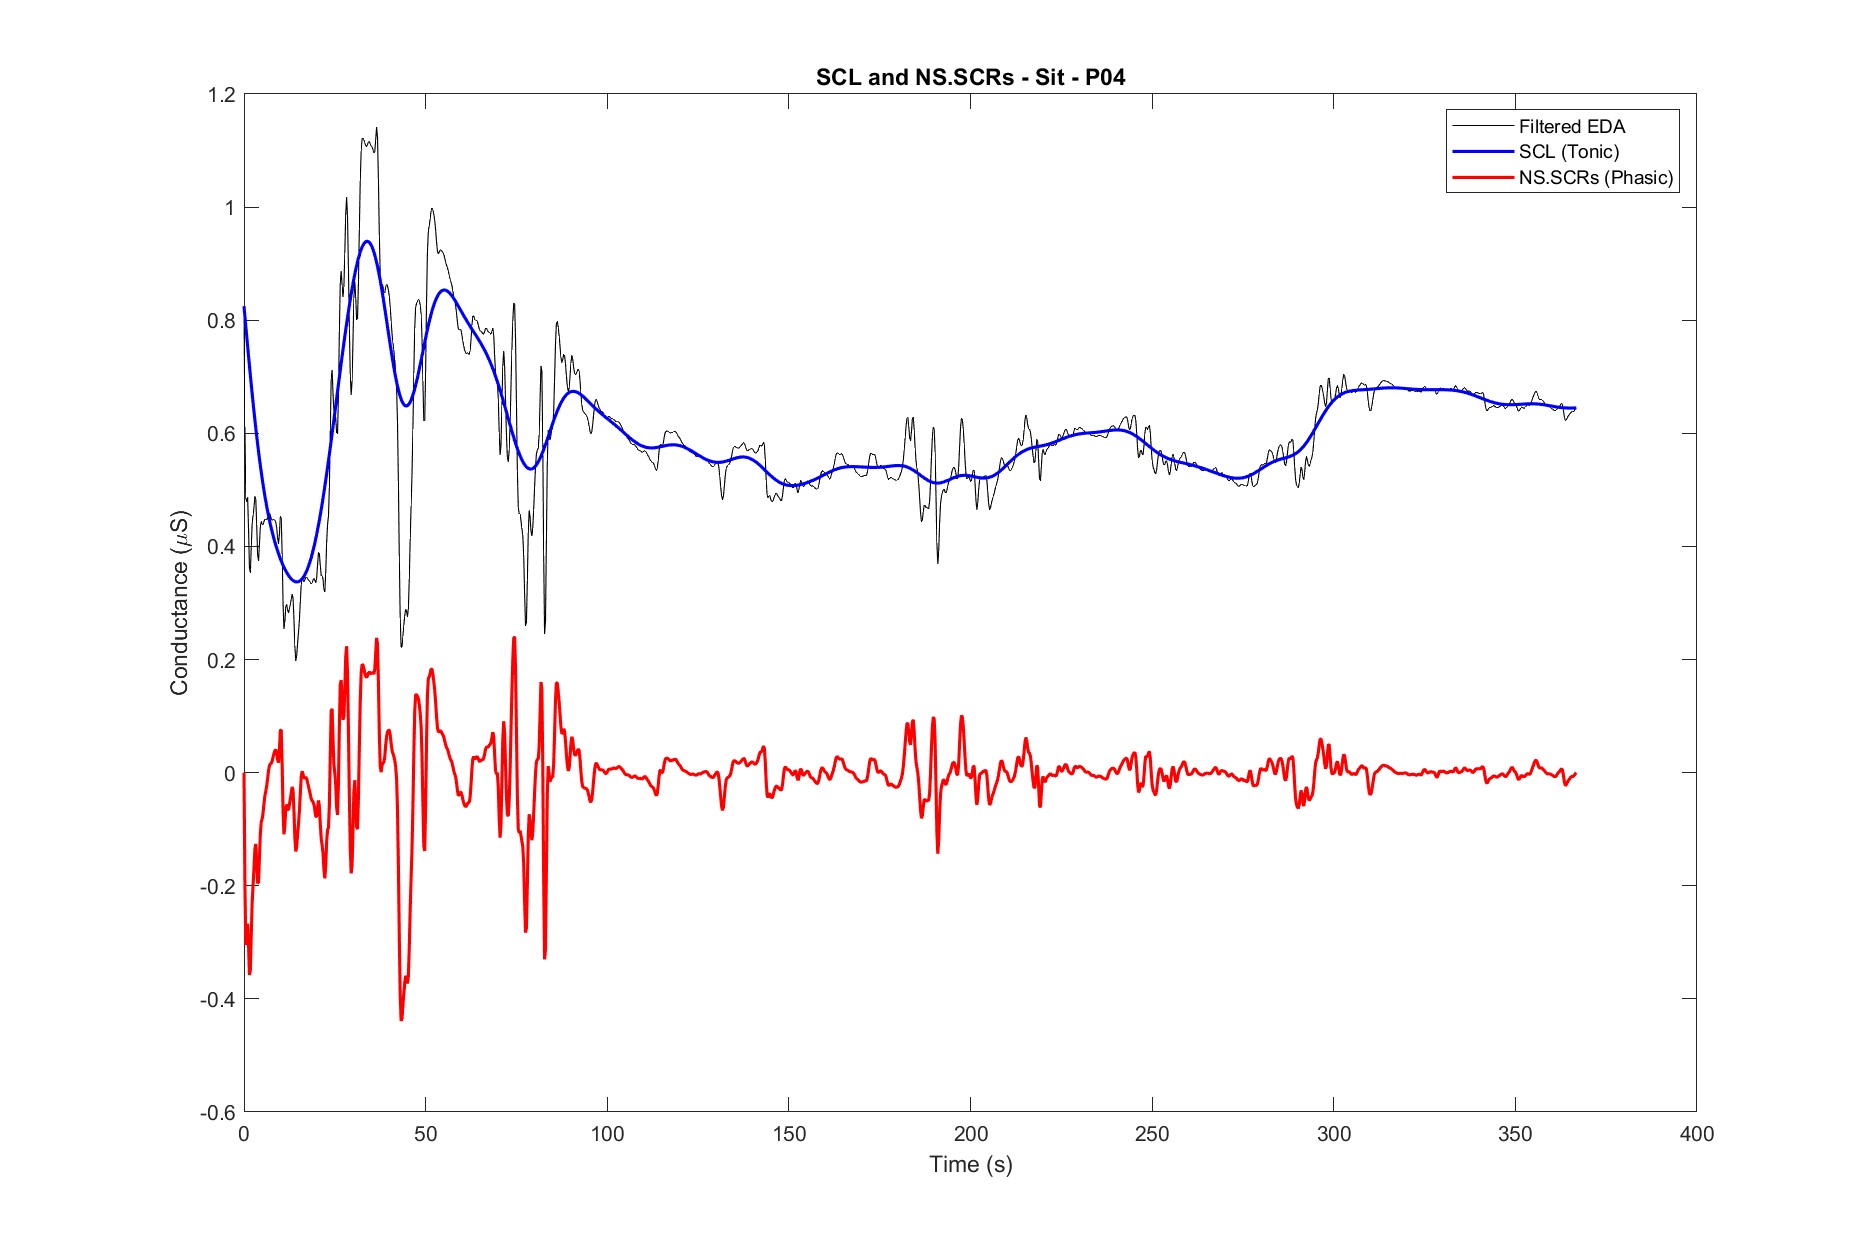 SCL and NS.SCRs - Sit - P04
Filtered EDA
SCL (Tonic)
NS.SCRs (Phasic)
1.2
1
0.8
0.6
0.4
0.2
0
-0.2
-0.4
-0.6
Conductance (μS)
0 50 100 150 200 250 300 350 400
Time (s)